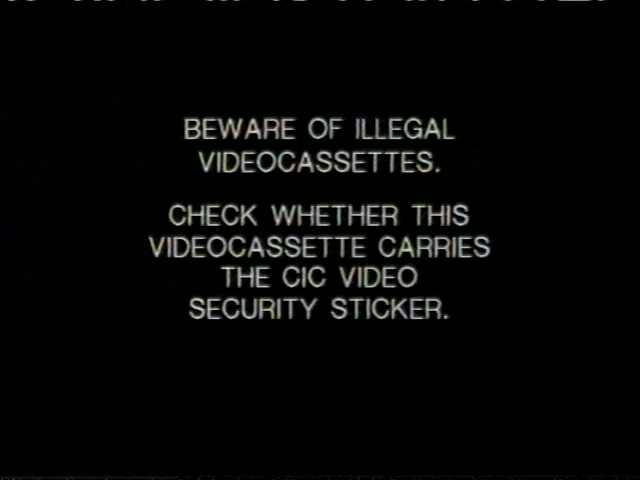 BEWARE OF ILLEGAL
VIDEOCASSETTES.
CHECK WHETHER THIS
VIDEOCASSETTE CARRIES
THE CIC VIDEO
SECURITY STICKER.